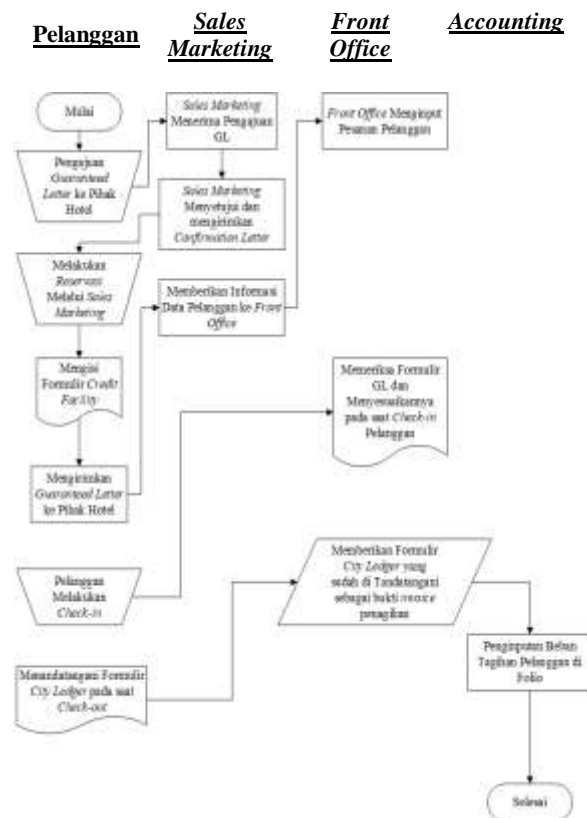 Pelanggan
Sales
Marketing
Front
Office
Accounting
Mulai
Sales Marketing
Menerima Pengajuan
GL
Front Office Menginput
Pesanan Pelanggan
Pengajuan
Guaranteed
Letter ke Pihak
Hotel
Sales Marketing
Menyetujui dan
mengirimkan
Confirmation Letter
Melakukan
Reservasi
Melalui Sales
Marketing
Memberikan Informasi
Data Pelanggan ke Front
Office
Mengisi
Formulir Credit
Facility
Memeriksa Formulir
GL dan
Menyesuaikannya
pada saat Check-in
Pelanggan
Mengirimkan
Guaranteed Letter
ke Pihak Hotel
Memberikan Formulir
City Ledger yang
sudah di Tandatangani
sebagai bukti invoice
penagihan
Pelanggan
Melakukan
Check-in
Penginputan Beban
Tagihan Pelanggan di
Folio
Menandatangani Formulir
City Ledger pada saat
Check-out
Selesai